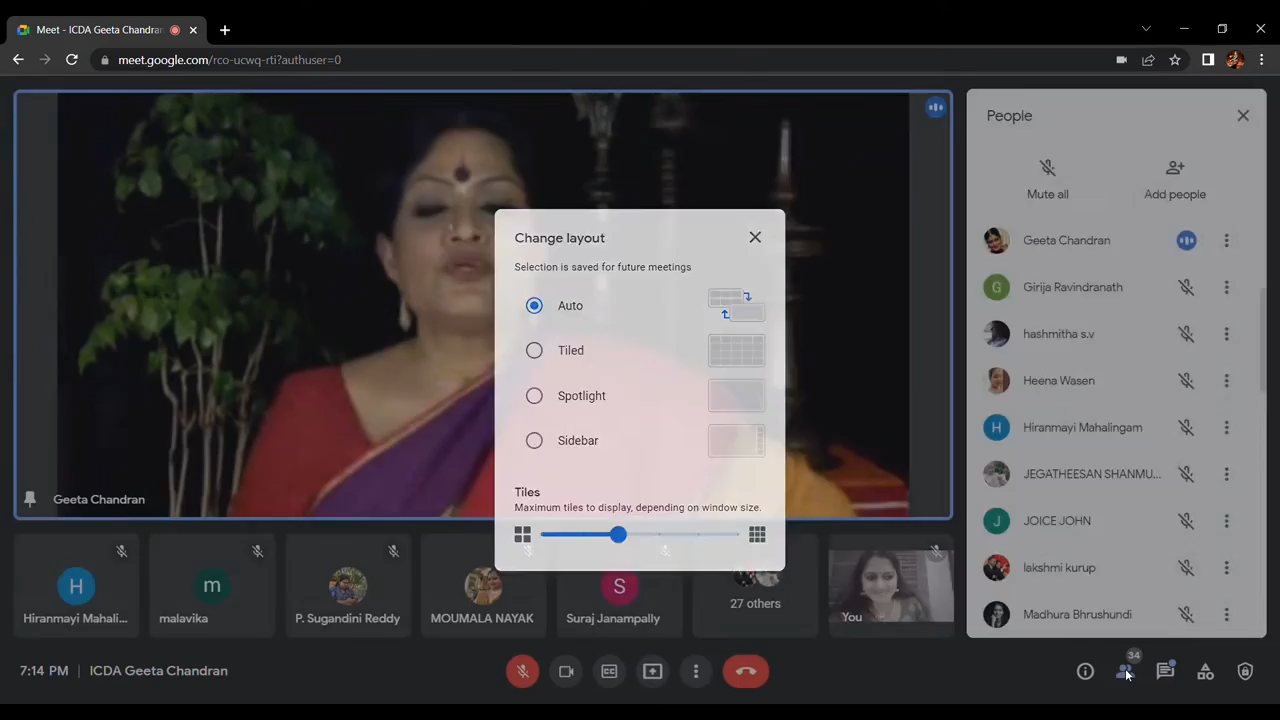 Meet - ICDA Geeta Chandran
meet.google.com/rco-ucwq-rti?authuser=0
People
Mute all
Add people
Geeta Chandran
Girija Ravindranath
hashmitha s.v
Heena Wasen
H
Hiranmayi Mahalingam
JEGATHEESAN SHANMU...
J
JOICE JOHN
lakshmi kurup
Madhura Bhrushundi
G
Change layout
Selection is saved for future meetings
Auto
Tiled
Spotlight
Sidebar
Tiles
Maximum tiles to display, depending on window size.
Geeta Chandran
H
Hiranmayi Mahali...
m
malavika
P. Sugandini Reddy
MOUMALA NAYAK
S
Suraj Janampally
27 others
You
7:14 PM
ICDA Geeta Chandran
CC
34